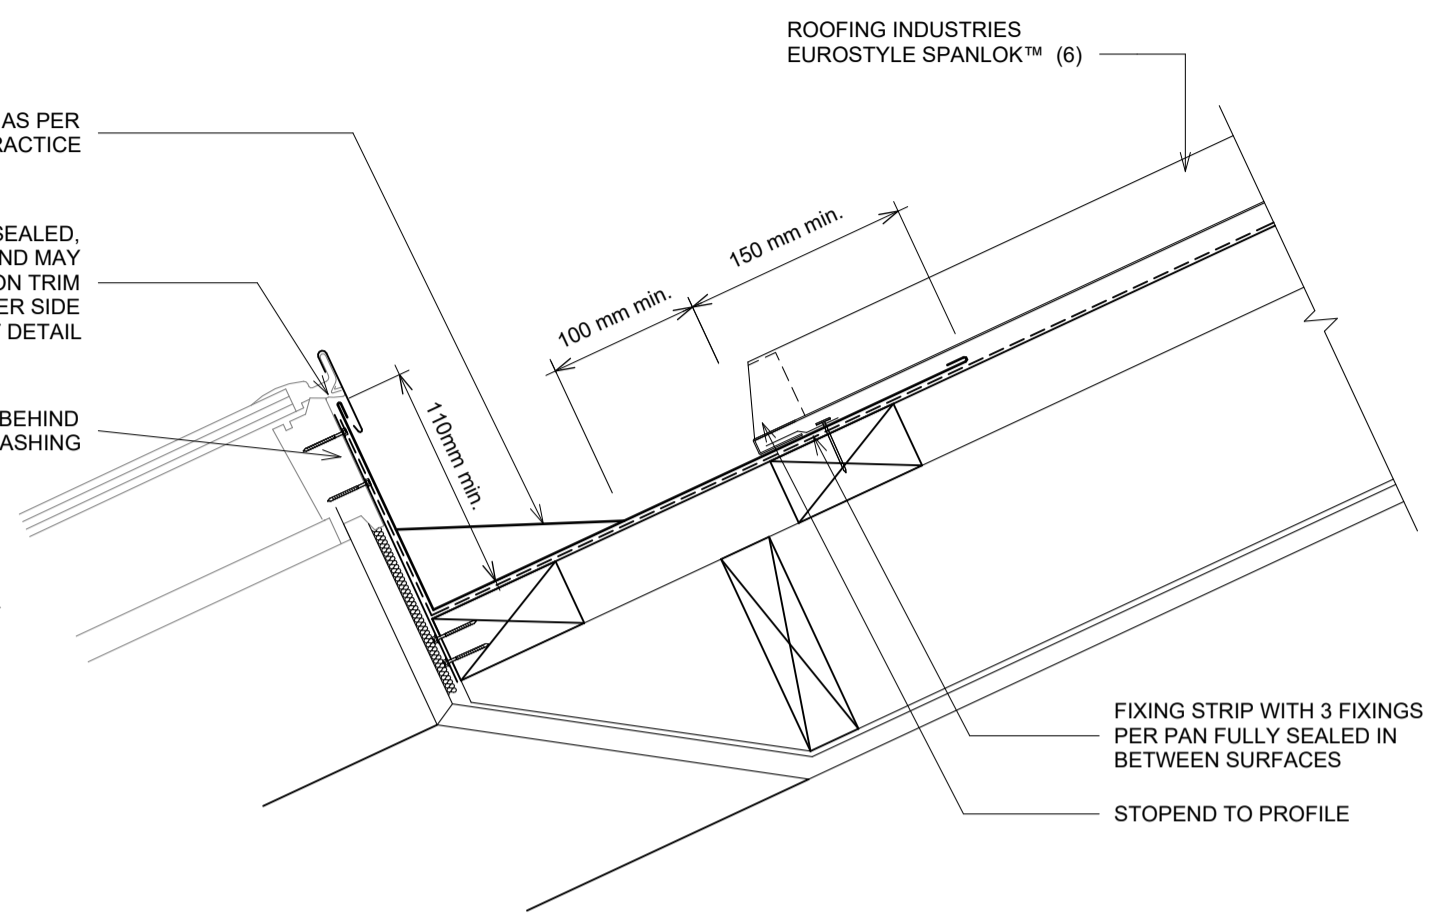 ROOFING INDUSTRIES
EUROSTYLE SPANLOK™ (6)
AS PER
RACTICE
SEALED,
ND MAY
ON TRIM
ER SIDE
DETAIL
BEHIND
ASHING
150 mm min.
100 mm min.
110mm min.
FIXING STRIP WITH 3 FIXINGS
PER PAN FULLY SEALED IN
BETWEEN SURFACES
STOPEND TO PROFILE